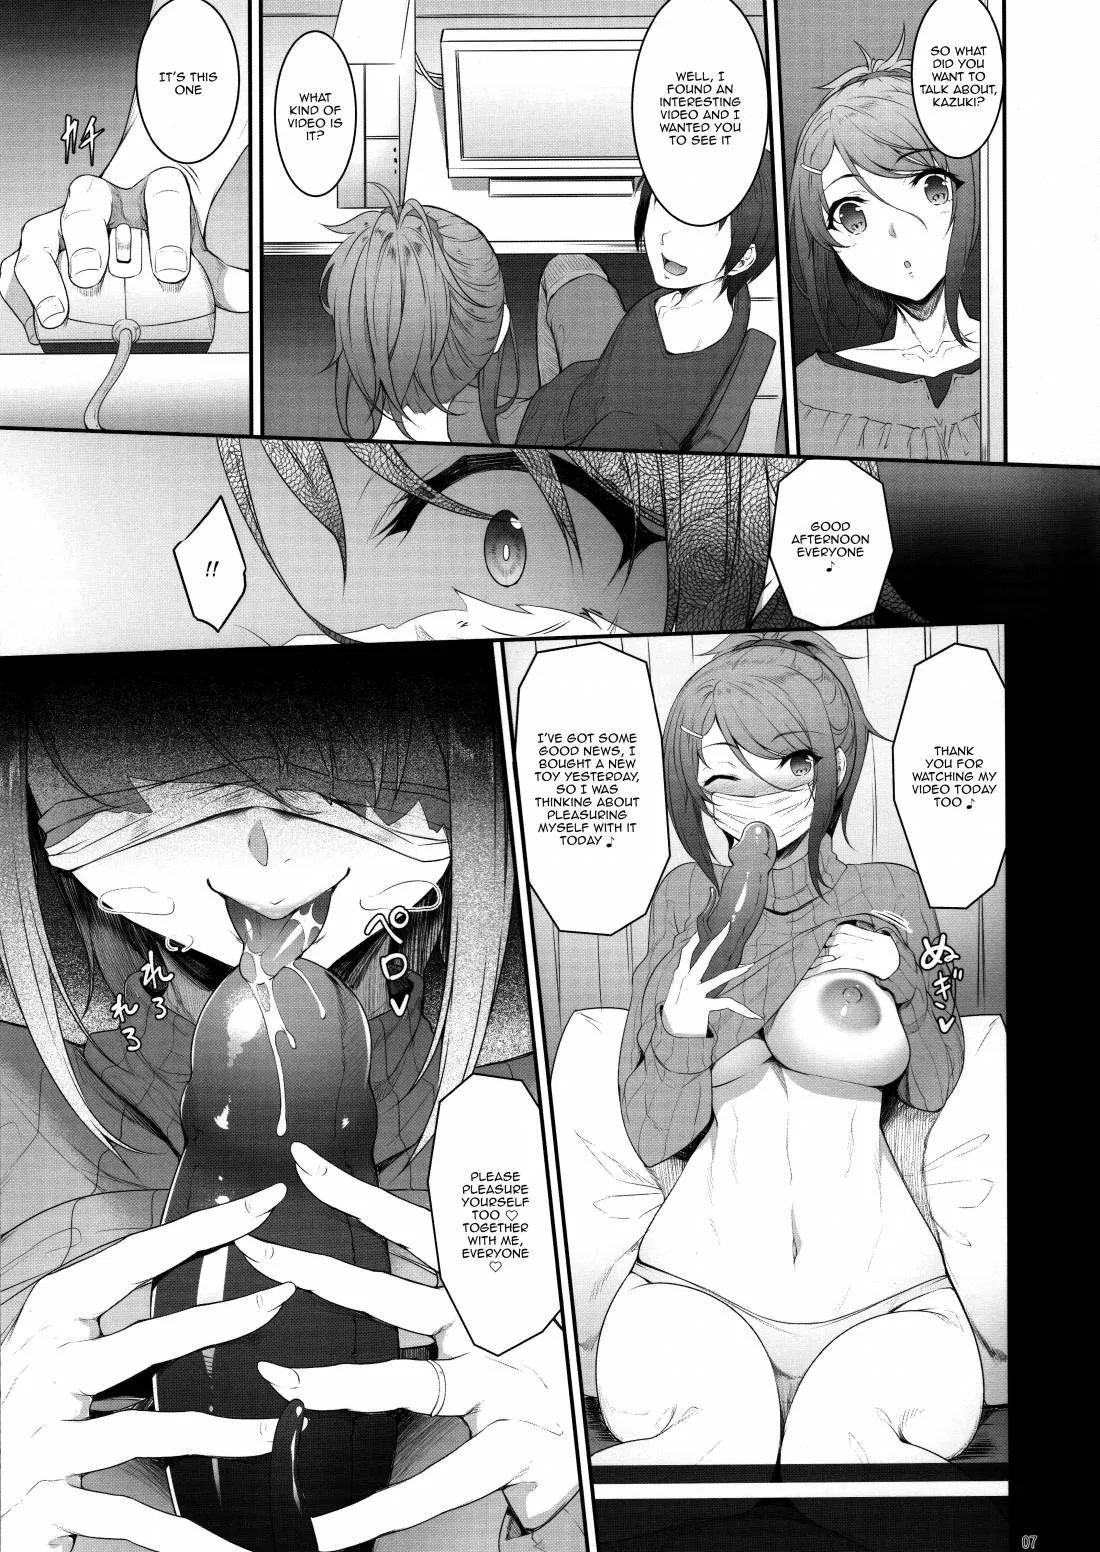 SO WHAT
DID YOU
WANT TO
TALK ABOUT,
KAZUKI?
WELL, I
FOUND AN
INTERESTING
VIDEO AND I
WANTED YOU
TO SEE IT
WHAT
KIND OF
VIDEO IS
IT?
IT'S THIS
ONE
カチ
GOOD
AFTERNOON
EVERYONE
♪
!!
THANK
YOU FOR
WATCHING MY
VIDEO TODAY
TOO ♪
I'VE GOT SOME
GOOD NEWS, I
BOUGHT A NEW
TOY YESTERDAY,
SO I WAS
THINKING ABOUT
PLEASURING
MYSELF WITH IT
TODAY ♪
ぬぎ♡
ペロ♡
れろ
れろ
PLEASE
PLEASURE
YOURSELF
TOO ♡
TOGETHER
WITH ME,
EVERYONE
♡
07